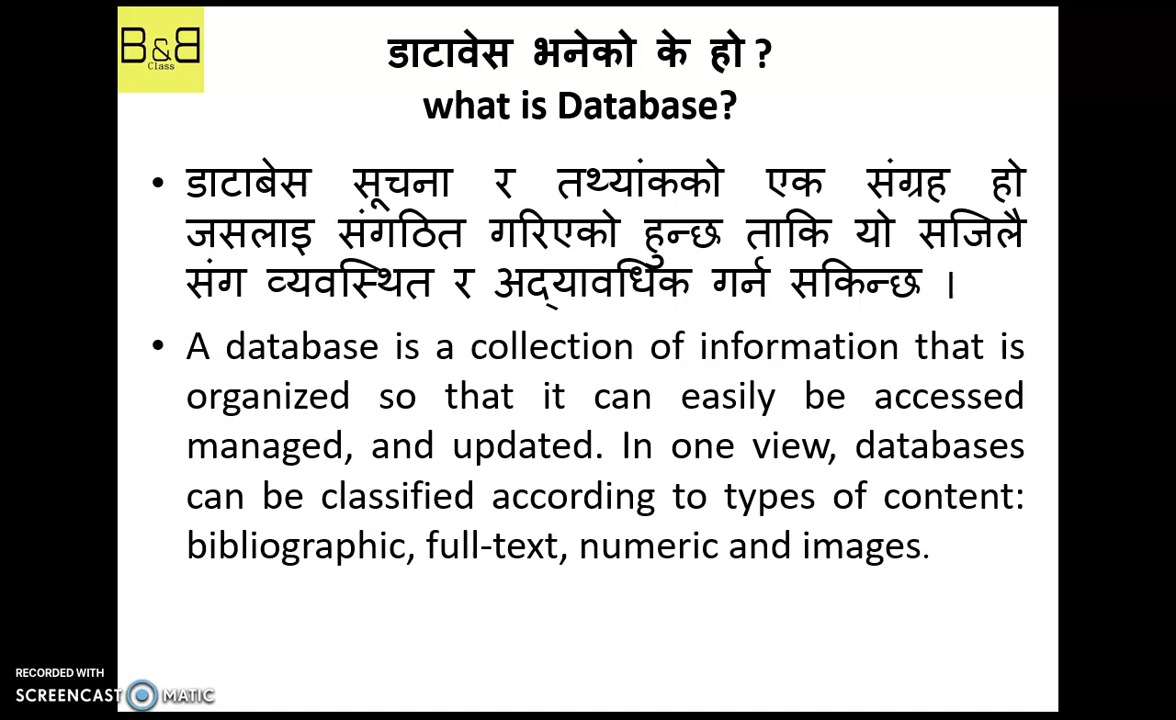 B&B
Class
डाटावेस भनेको के हो ?
what is Database?
• डाटाबेस सूचना र तथ्यांकको एक संग्रह हो
जसलाइ संगठित गरिएको हुन्छ ताकि यो सजिलै
संग व्यवस्थित र अद्यावधिक गर्न सकिन्छ ।
• A database is a collection of information that is
organized so that it can easily be accessed
managed, and updated. In one view, databases
can be classified according to types of content:
bibliographic, full-text, numeric and images.
RECORDED WITH
SCREENCAST MATIC